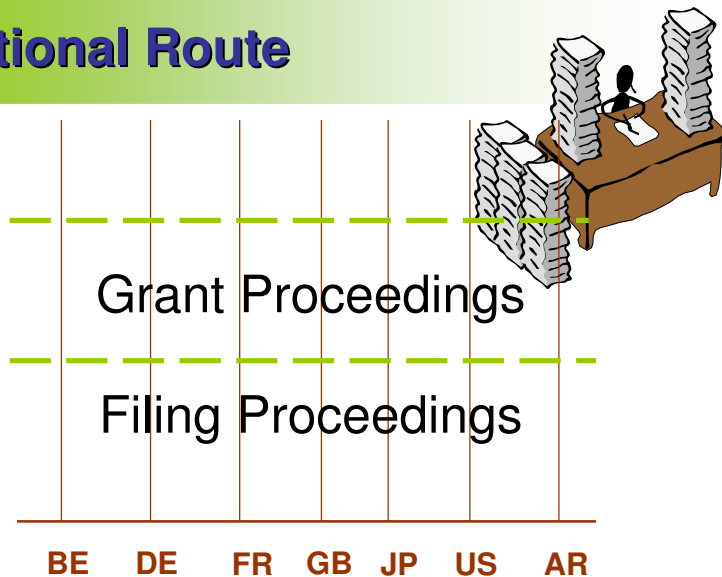 tional Route
Grant Proceedings
Filing Proceedings
BE DE FR GB JP US AR